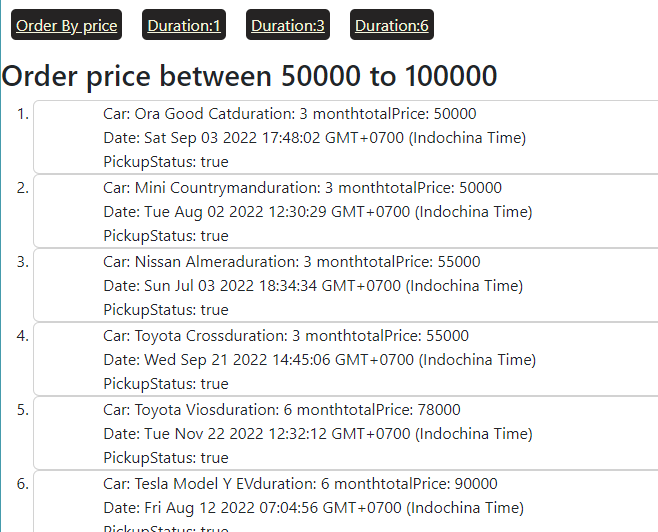 Order By price Duration:1 Duration:3 Duration:6
Order price between 50000 to 100000
1. Car: Ora Good Catduration: 3 monthtotalPrice: 50000
Date: Sat Sep 03 2022 17:48:02 GMT+0700 (Indochina Time)
PickupStatus: true
2. Car: Mini Countrymanduration: 3 monthtotalPrice: 50000
Date: Tue Aug 02 2022 12:30:29 GMT+0700 (Indochina Time)
PickupStatus: true
3. Car: Nissan Almeraduration: 3 monthtotalPrice: 55000
Date: Sun Jul 03 2022 18:34:34 GMT+0700 (Indochina Time)
PickupStatus: true
4. Car: Toyota Crossduration: 3 monthtotalPrice: 55000
Date: Wed Sep 21 2022 14:45:06 GMT+0700 (Indochina Time)
PickupStatus: true
5. Car: Toyota Viosduration: 6 monthtotalPrice: 78000
Date: Tue Nov 22 2022 12:32:12 GMT+0700 (Indochina Time)
PickupStatus: true
6. Car: Tesla Model Y EVduration: 6 monthtotalPrice: 90000
Date: Fri Aug 12 2022 07:04:56 GMT+0700 (Indochina Time)
PickupStatus: true